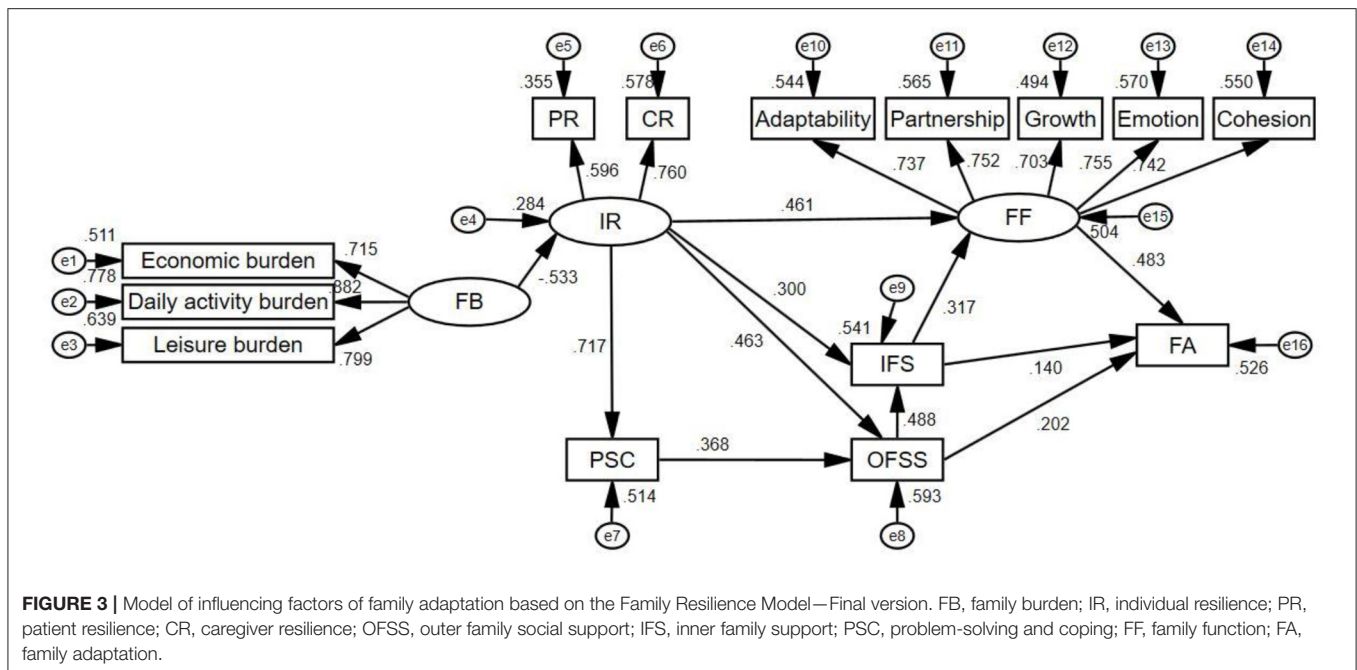 e5 e6 e10 e11 e12 e13 e14
.355 .578 .544 .565 .494 .570 .550
PR CR Adaptability Partnership Growth Emotion Cohesion
.596 .760 .737 .752 .703 .755 .742
e4 .284 IR .461 FF e15
.504
.511 .715 -.533 .483
e1 Economic burden
.778 .882 .300 e9 .317
e2 Daily activity burden FB
.639 .717 .463 .541
e3 Leisure burden IFS FA e16
.799 .140 .526
.488 .202
PSC .368 OFSS
.514 .593
e7 e8
FIGURE 3 | Model of influencing factors of family adaptation based on the Family Resilience Model—Final version. FB, family burden; IR, individual resilience; PR,
patient resilience; CR, caregiver resilience; OFSS, outer family social support; IFS, inner family support; PSC, problem-solving and coping; FF, family function; FA,
family adaptation.